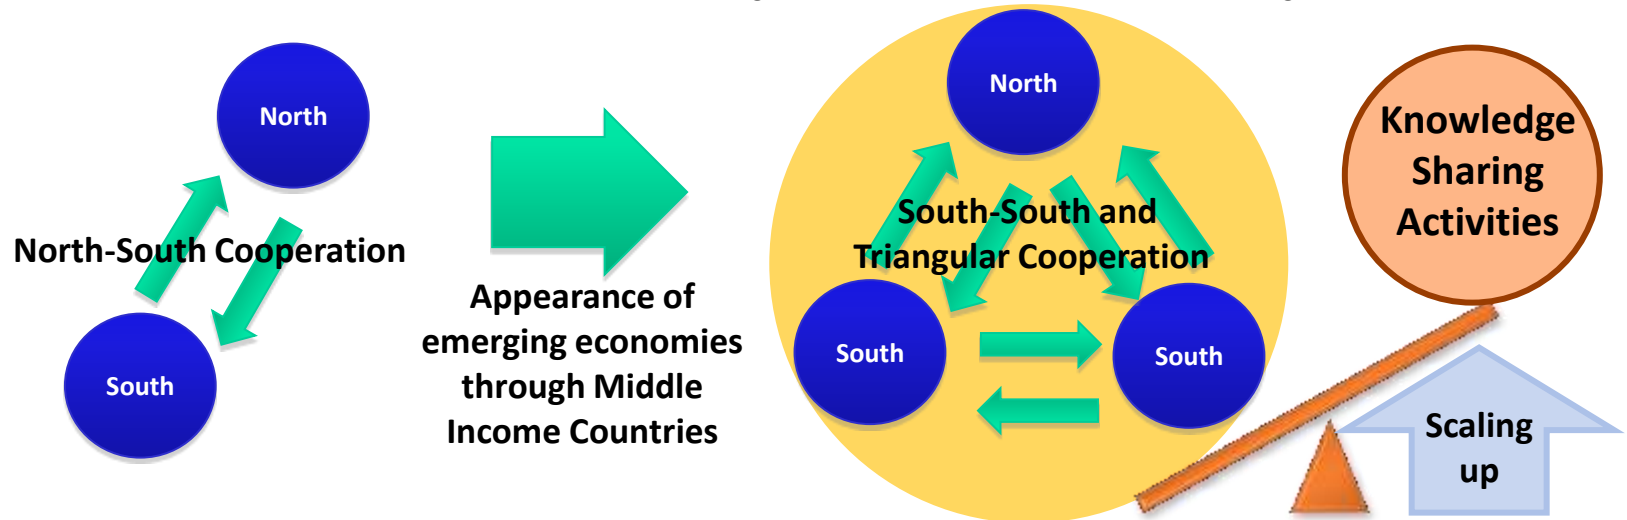 North
North-South Cooperation
South
Appearance of
emerging economies
through Middle
Income Countries
North
South-South and
Triangular Cooperation
South
South
Knowledge
Sharing
Activities
Scaling
up